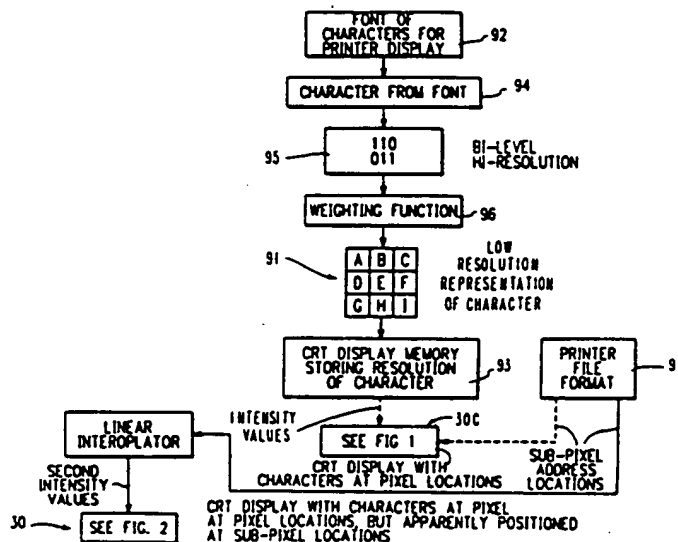 FONT OF
CHARACTERS FOR
PRINTER DISPLAY
92
CHARACTER FROM FONT
94
95
110
011
BI-LEVEL
HI-RESOLUTION
WEIGHTING FUNCTION
96
91
A B C
D E F
G H I
LOW
RESOLUTION
REPRESENTATION
OF CHARACTER
CRT DISPLAY MEMORY
STORING RESOLUTION
OF CHARACTER
93
PRINTER
FILE
FORMAT
9
INTENSITY
VALUES
30C
SEE FIG 1
CRT DISPLAY WITH
CHARACTERS AT PIXEL LOCATIONS
SUB-PIXEL
ADDRESS
LOCATIONS
LINEAR
INTEROPLATOR
SECOND
INTENSITY
VALUES
30
SEE FIG. 2
CRT DISPLAY WITH CHARACTERS AT PIXEL
AT PIXEL LOCATIONS, BUT APPARENTLY POSITIONED
AT SUB-PIXEL LOCATIONS